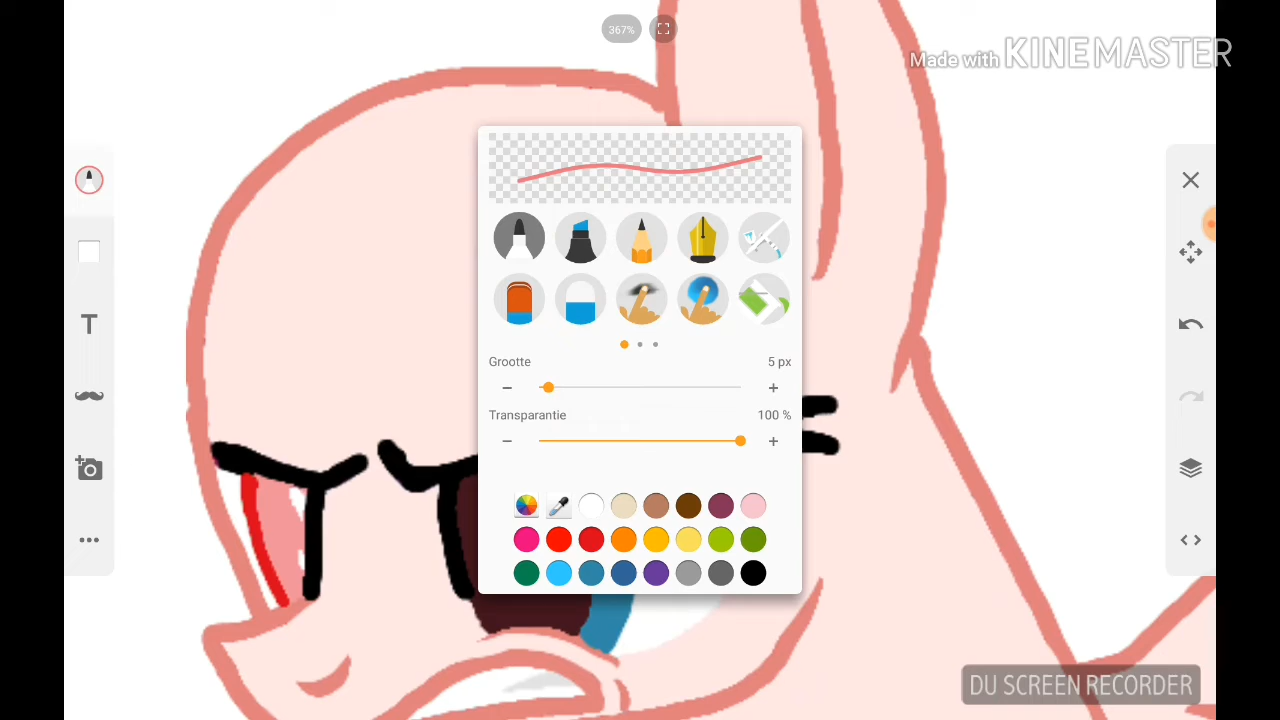 367%
Made with KINEMASTER
T
Grootte
5 px
Transparantie
100 %
DU SCREEN RECORDER